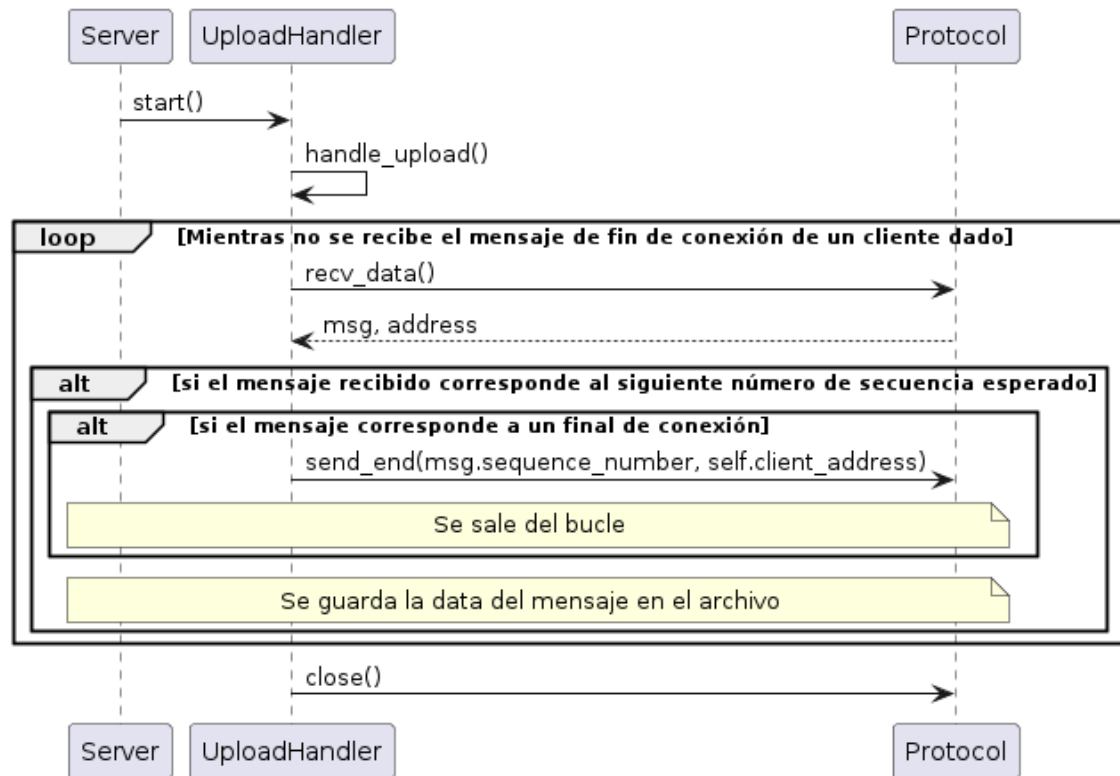 Server UploadHandler Protocol
start()
handle_upload()
loop [Mientras no se recibe el mensaje de fin de conexión de un cliente dado]
recv_data()
msg, address
alt [si el mensaje recibido corresponde al siguiente número de secuencia esperado]
alt [si el mensaje corresponde a un final de conexión]
send_end(msg.sequence_number, self.client_address)
Se sale del bucle
Se guarda la data del mensaje en el archivo
close()
Server UploadHandler Protocol